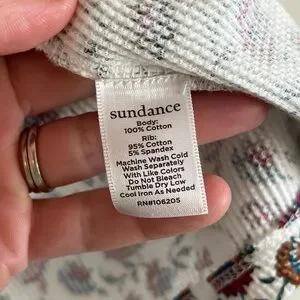 sundance
Body:
100% Cotton
Rib:
95% Cotton
5% Spandex
Machine Wash Cold
Wash Separately
With Like Colors
Do Not Bleach
Tumble Dry Low
Cool Iron As Needed
RN#106205